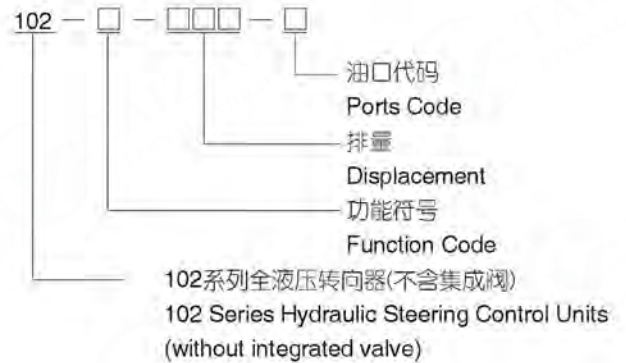 102 — □ — □□□ — □
油口代码
Ports Code
排量
Displacement
功能符号
Function Code
102系列全液压转向器(不含集成阀)
102 Series Hydraulic Steering Control Units
(without integrated valve)